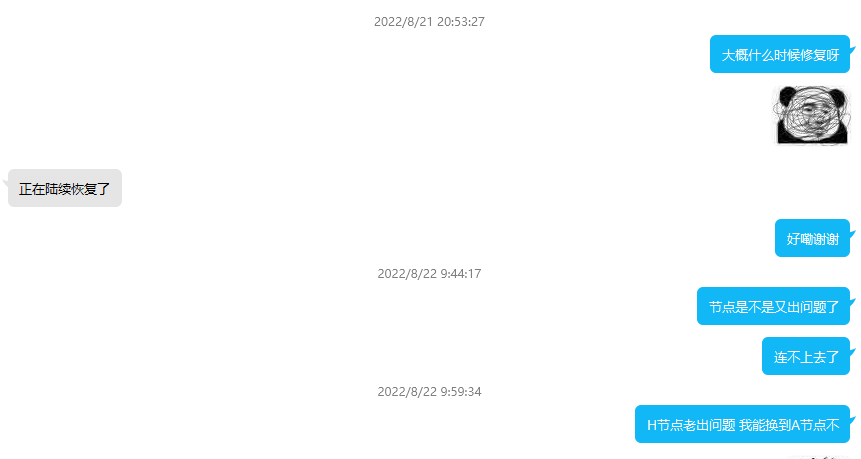 2022/8/21 20:53:27
大概什么时候修复呀
正在陆续恢复了
好嘞谢谢
2022/8/22 9:44:17
节点是不是又出问题了
连不上去了
2022/8/22 9:59:34
H节点老出问题 我能换到A节点不